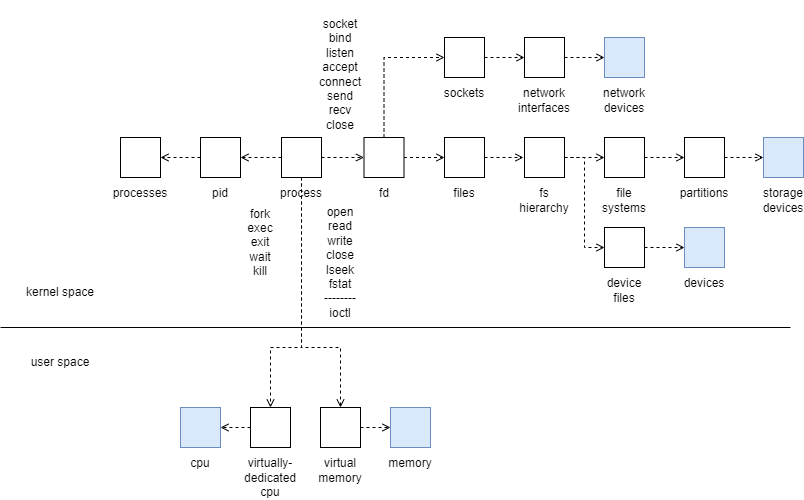 socket
bind
listen
accept
connect
send
recv
close
sockets
network
interfaces
network
devices
processes
pid
process
fd
files
fs
hierarchy
file
systems
partitions
storage
devices
fork
exec
exit
wait
kill
open
read
write
close
lseek
fstat
--------
ioctl
device
files
devices
kernel space
user space
cpu
virtually-
dedicated
cpu
virtual
memory
memory